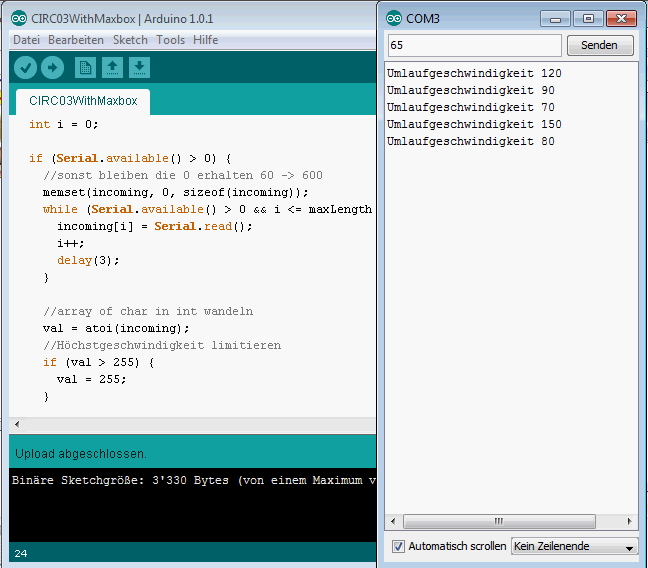 CIRC03WithMaxbox | Arduino 1.0.1
Datei Bearbeiten Sketch Tools Hilfe
CIRC03WithMaxbox
int i = 0;
if (Serial.available() > 0) {
//sonst bleiben die 0 erhalten 60 -> 600
memset(incoming, 0, sizeof(incoming));
while (Serial.available() > 0 && i <= maxLength
incoming[i] = Serial.read();
i++;
delay(3);
}
//array of char in int wandeln
val = atoi(incoming);
//Höchstgeschwindigkeit limitieren
if (val > 255) {
val = 255;
}
Upload abgeschlossen.
Binäre Sketchgröße: 3'330 Bytes (von einem Maximum v
24
COM3
65
Senden
Umlaufgeschwindigkeit 120
Umlaufgeschwindigkeit 90
Umlaufgeschwindigkeit 70
Umlaufgeschwindigkeit 150
Umlaufgeschwindigkeit 80
Automatisch scrollen
Kein Zeilenende